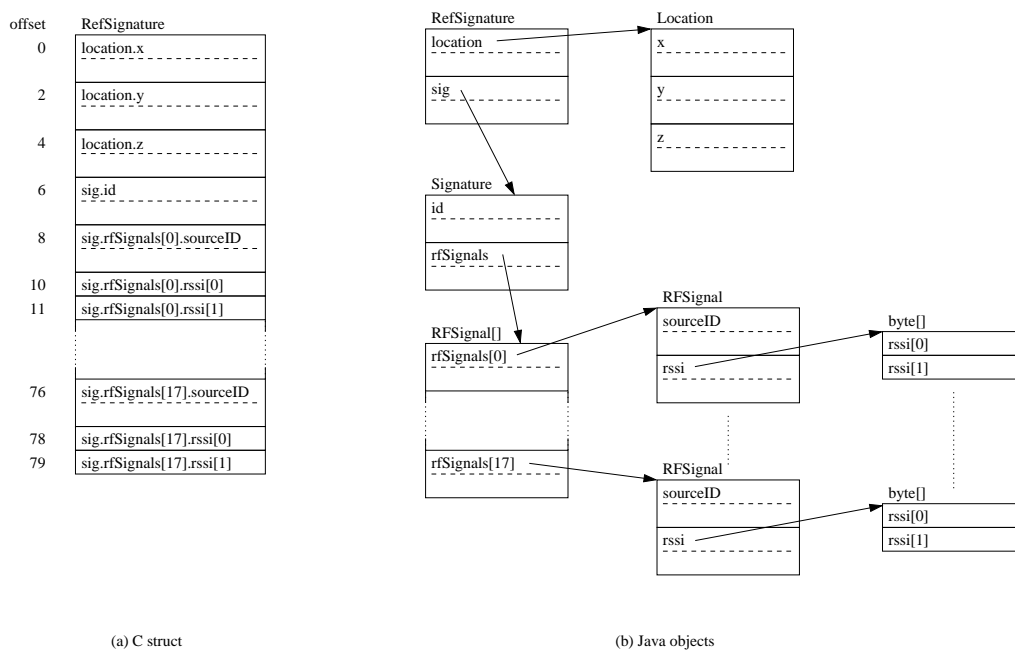 offset RefSignature
0 location.x
2 location.y
4 location.z
6 sig.id
8 sig.rfSignals[0].sourceID
10 sig.rfSignals[0].rssi[0]
11 sig.rfSignals[0].rssi[1]
76 sig.rfSignals[17].sourceID
78 sig.rfSignals[17].rssi[0]
79 sig.rfSignals[17].rssi[1]
(a) C struct
RefSignature
location
sig
Location
x
y
z
Signature
id
rfSignals
RFSignal[]
rfSignals[0]
rfSignals[17]
RFSignal
sourceID
rssi
byte[]
rssi[0]
rssi[1]
RFSignal
sourceID
rssi
byte[]
rssi[0]
rssi[1]
(b) Java objects